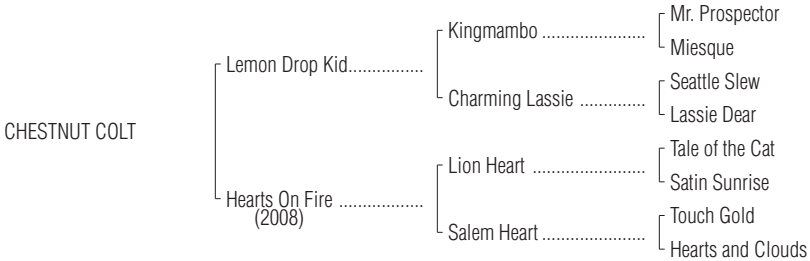 Mr. Prospector
Kingmambo ......................
Miesque
Lemon Drop Kid................
Seattle Slew
Charming Lassie ..............
Lassie Dear
CHESTNUT COLT
Tale of the Cat
Lion Heart ........................
Satin Sunrise
Hearts On Fire ..................
(2008)
Touch Gold
Salem Heart ......................
Hearts and Clouds